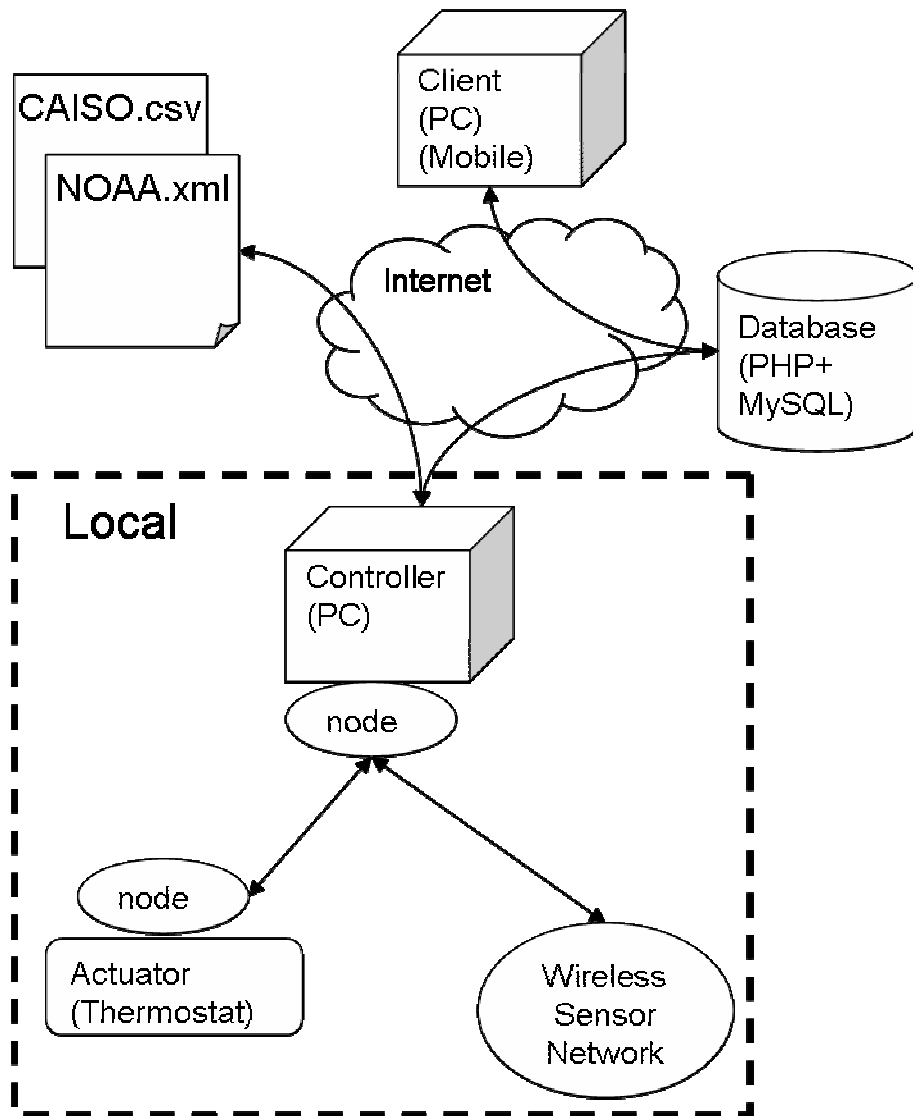 CAISO.csv
NOAA.xml
Client
(PC)
(Mobile)
Internet
Database
(PHP+
MySQL)
Local
Controller
(PC)
node
node
Actuator
(Thermostat)
Wireless
Sensor
Network